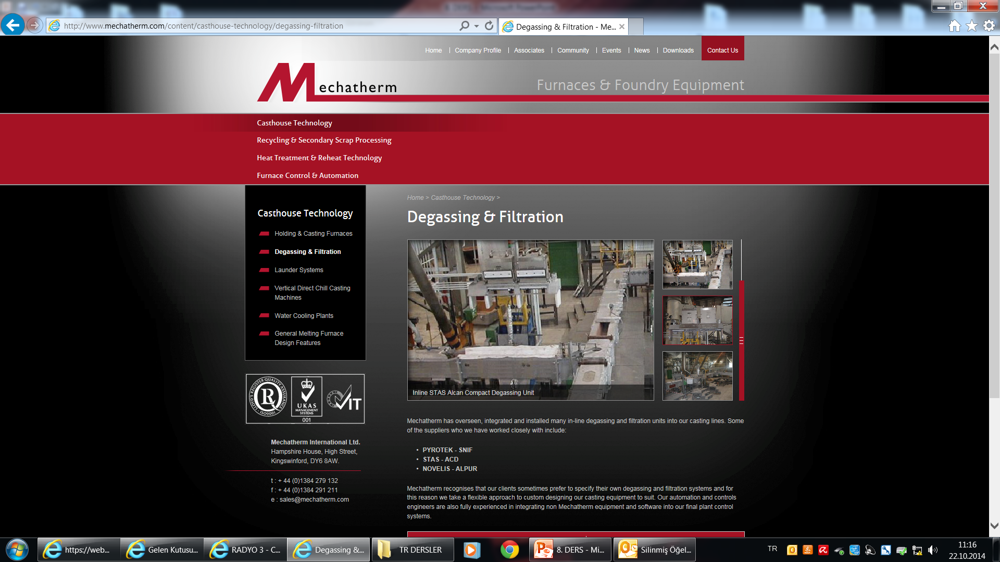 http://www.mechatherm.com/content/casthouse-technology/degassing-filtration
Degassing & Filtration - Me...
Home | Company Profile | Associates | Community | Events | News | Downloads
Contact Us
Mechatherm
Furnaces & Foundry Equipment
Casthouse Technology
Recycling & Secondary Scrap Processing
Heat Treatment & Reheat Technology
Furnace Control & Automation
Casthouse Technology
Holding & Casting Furnaces
Degassing & Filtration
Launder Systems
Vertical Direct Chill Casting
Machines
Water Cooling Plants
General Melting Furnace
Design Features
LLOYD'S REGISTER QUALITY ASSURANCE
ISO9001
UKAS
MANAGEMENT
SYSTEMS
001
VIT
Mechatherm International Ltd.
Hampshire House, High Street,
Kingswinford, DY6 8AW.
t : + 44 (0)1384 279 132
f : + 44 (0)1384 291 211
e : sales@mechatherm.com
Home > Casthouse Technology >
Degassing & Filtration
Inline STAS Alcan Compact Degassing Unit
Mechatherm has overseen, integrated and installed many in-line degassing and filtration units into our casting lines. Some
of the suppliers who we have worked closely with include:
• PYROTEK - SNIF
• STAS - ACD
• NOVELIS - ALPUR
Mechatherm recognises that our clients sometimes prefer to specify their own degassing and filtration systems and for
this reason we take a flexible approach to custom designing our casting equipment to suit. Our automation and controls
engineers are also fully experienced in integrating non Mechatherm equipment and software into our final plant control
systems.
https://web...
Gelen Kutusu...
RADYO 3 - C...
Degassing &...
TR DERSLER
8. DERS - Mi...
Silinmiş Öğel...
TR
11:16
22.10.2014